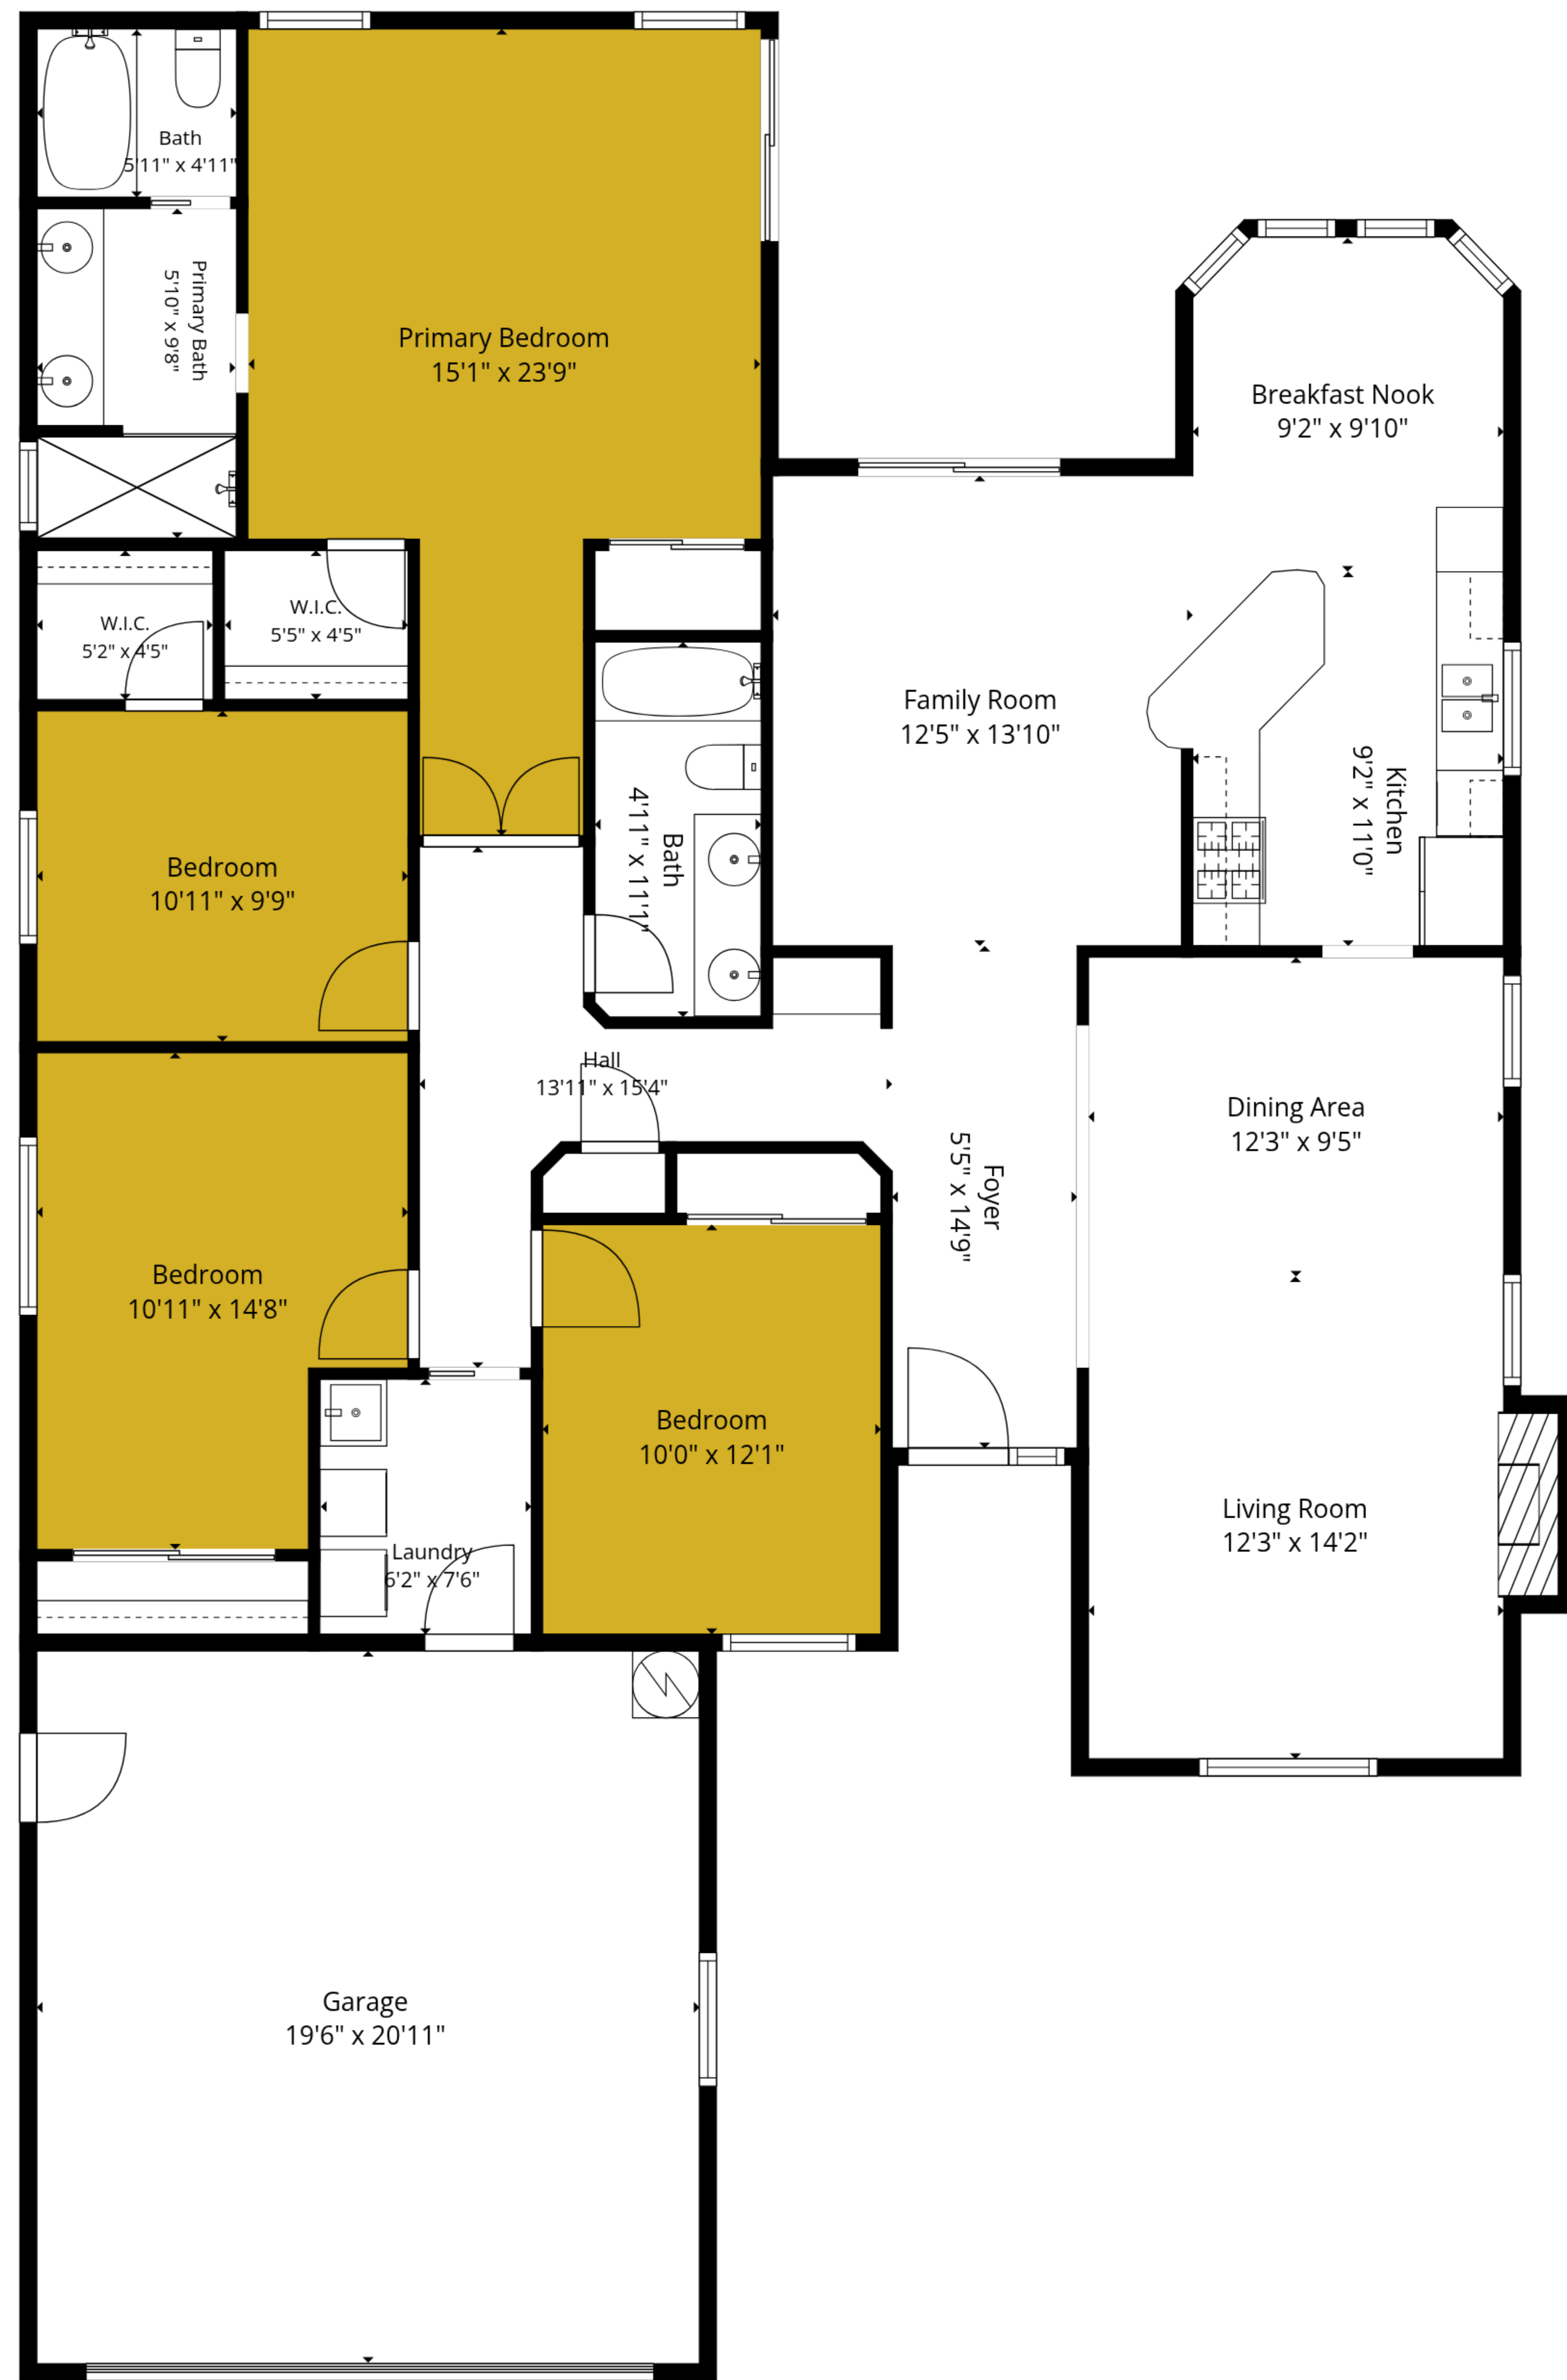 Bath
5'11" x 4'11"
Primary Bath
5'10" x 9'8"
Primary Bedroom
15'1" x 23'9"
Breakfast Nook
9'2" x 9'10"
W.I.C.
5'2" x 4'5"
W.I.C.
5'5" x 4'5"
Family Room
12'5" x 13'10"
Kitchen
9'2" x 11'0"
Bedroom
10'11" x 9'9"
Bath
4'11" x 11'1"
Hall
13'11" x 15'4"
Dining Area
12'3" x 9'5"
Foyer
5'5" x 14'9"
Bedroom
10'11" x 14'8"
Bedroom
10'0" x 12'1"
Living Room
12'3" x 14'2"
Laundry
6'2" x 7'6"
Garage
19'6" x 20'11"